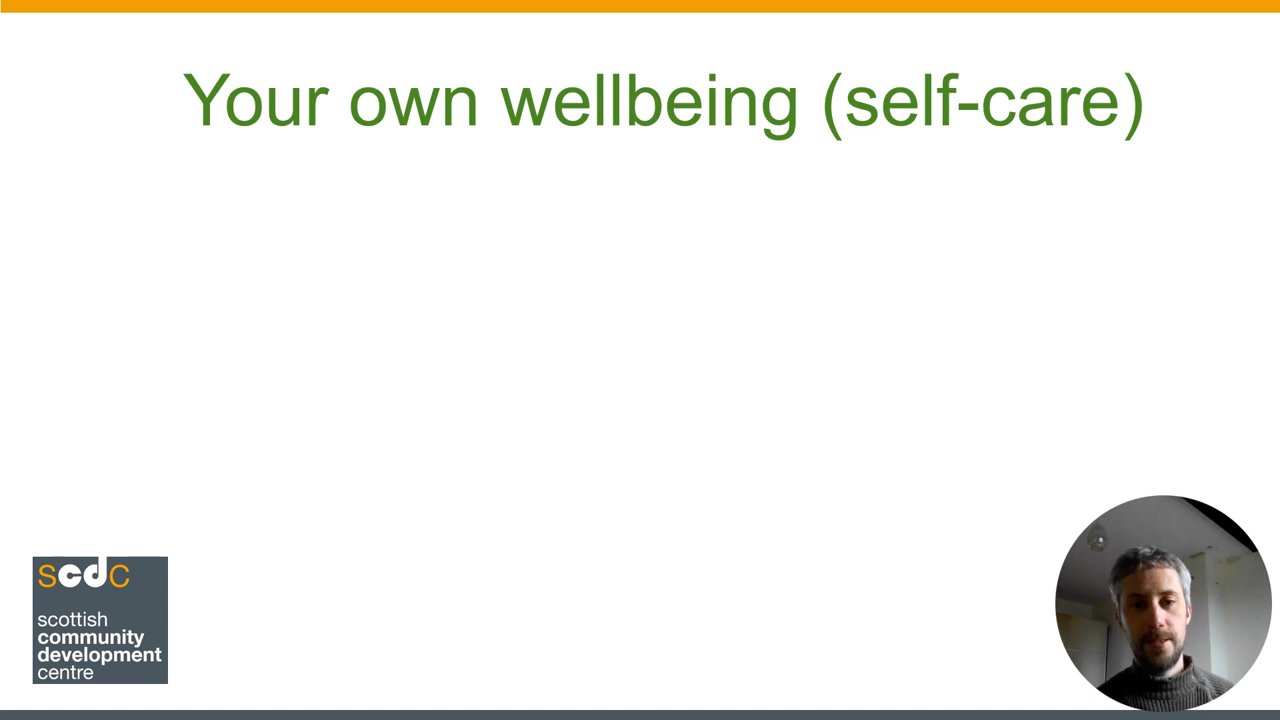 Your own wellbeing (self-care)
scdc
scottish
community
development
centre